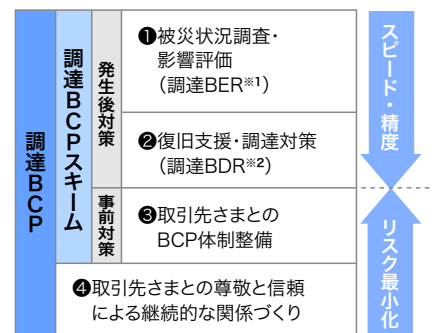 調達BCP
調達BCPスキーム
発生後対策
❶被災状況調査・
影響評価
（調達BER※1）
❷復旧支援・調達対策
（調達BDR※2）
事前対策
❸取引先さまとの
BCP体制整備
❹取引先さまとの尊敬と信頼
による継続的な関係づくり
スピード・精度
リスク最小化